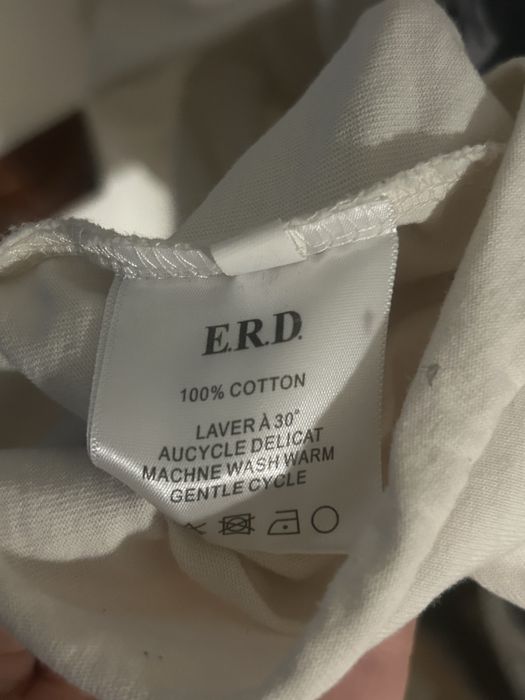 E.R.D.
100% COTTON
LAVER À 30°
AUCYCLE DELICAT
MACHNE WASH WARM
GENTLE CYCLE